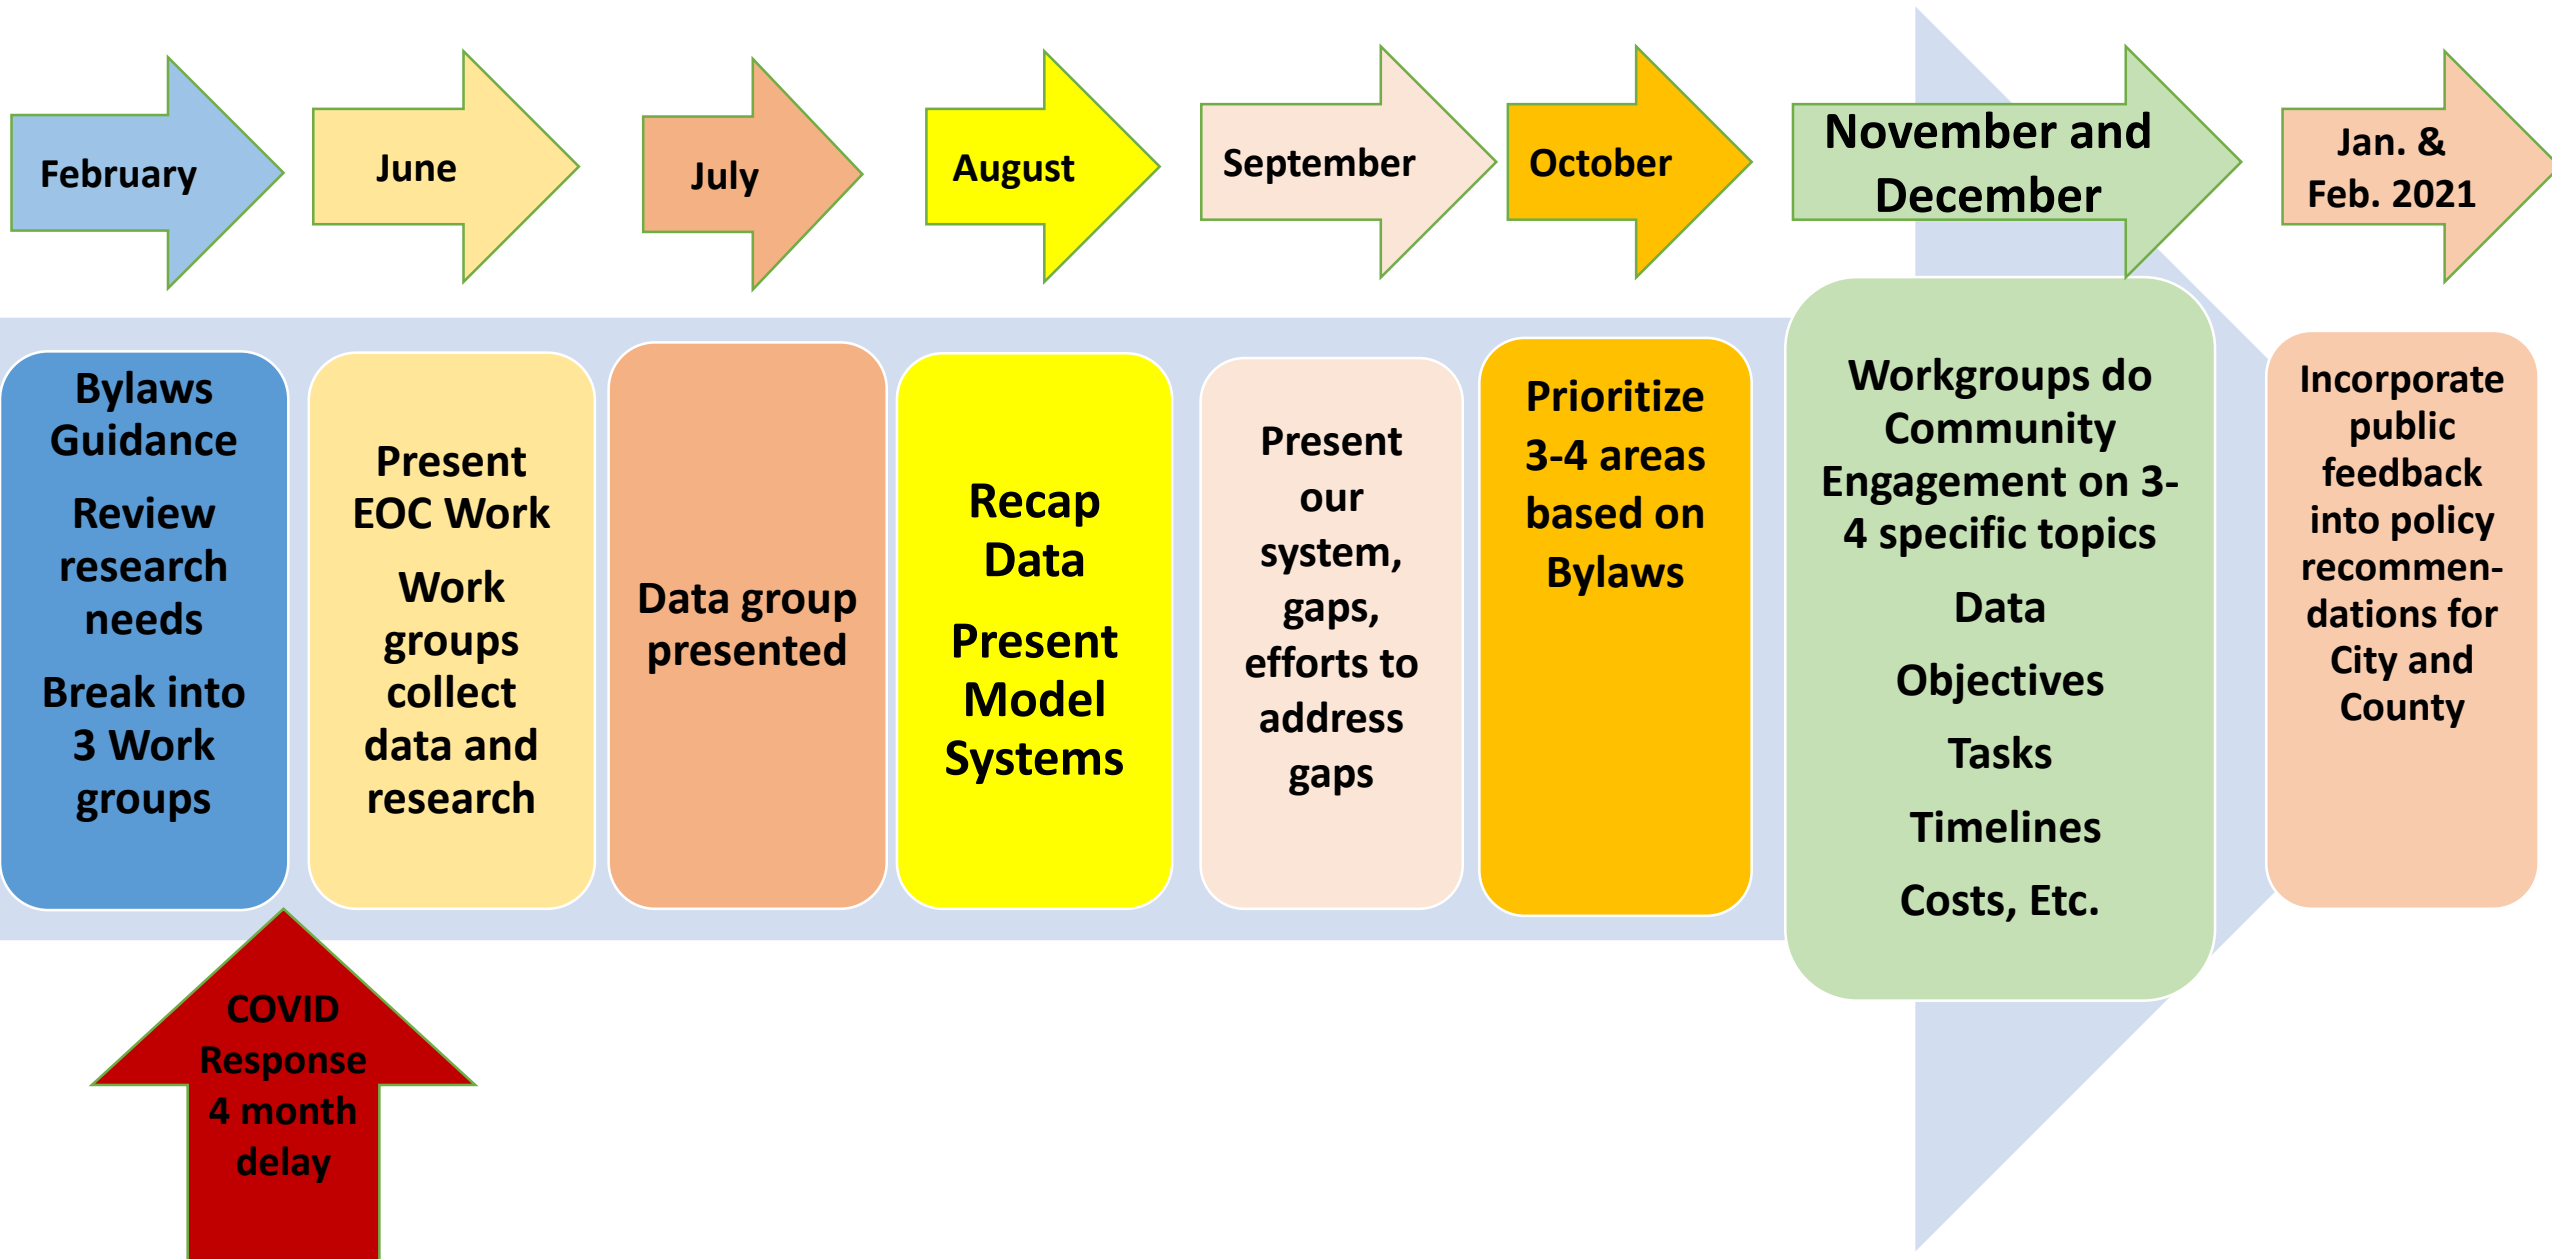 February
June
July
August
September
October
November and
December
Jan. &
Feb. 2021
Bylaws
Guidance
Review
research
needs
Break into
3 Work
groups
Present
EOC Work
Work
groups
collect
data and
research
Data group
presented
Recap
Data
Present
Model
Systems
Present
our
system,
gaps,
efforts to
address
gaps
Prioritize
3-4 areas
based on
Bylaws
Workgroups do
Community
Engagement on 3-
4 specific topics
Data
Objectives
Tasks
Timelines
Costs, Etc.
Incorporate
public
feedback
into policy
recommen-
dations for
City and
County
COVID
Response
4 month
delay